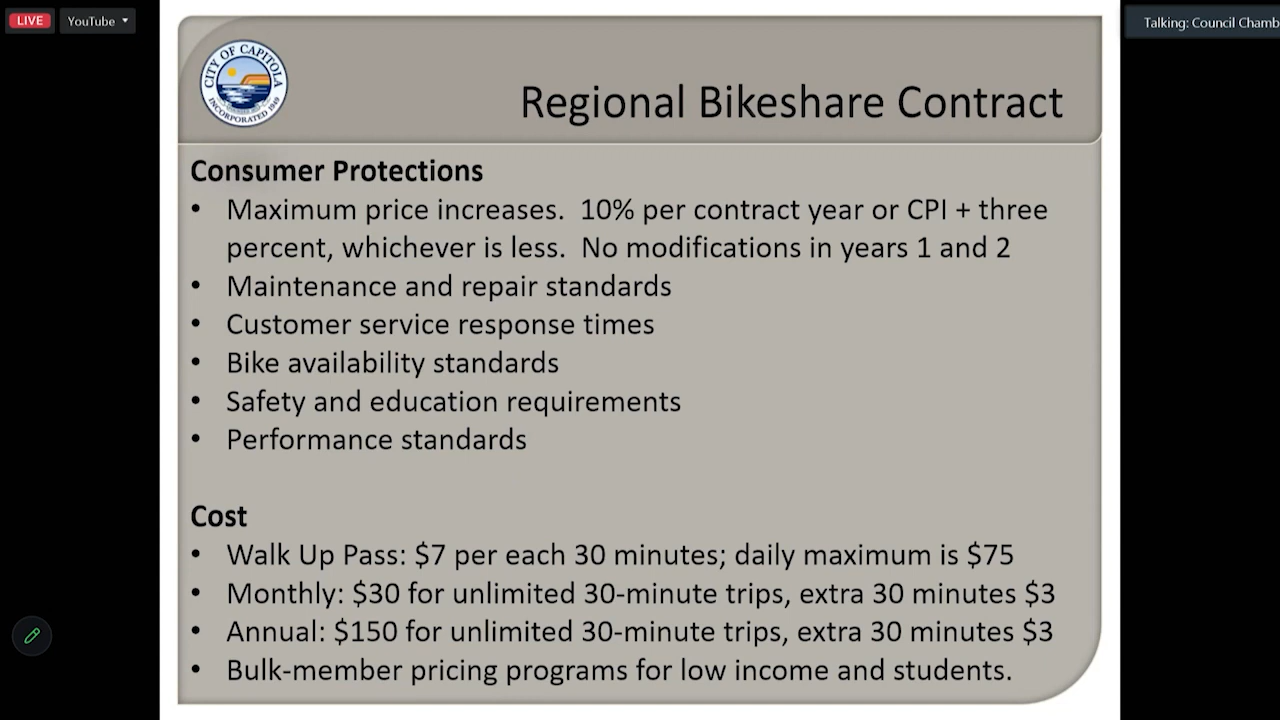 LIVE
YouTube
Talking: Council Chamb
CITY OF CAPITOLA
INCORPORATED 1949
Regional Bikeshare Contract
Consumer Protections
• Maximum price increases.  10% per contract year or CPI + three
percent, whichever is less.  No modifications in years 1 and 2
• Maintenance and repair standards
• Customer service response times
• Bike availability standards
• Safety and education requirements
• Performance standards
Cost
• Walk Up Pass: $7 per each 30 minutes; daily maximum is $75
• Monthly: $30 for unlimited 30-minute trips, extra 30 minutes $3
• Annual: $150 for unlimited 30-minute trips, extra 30 minutes $3
• Bulk-member pricing programs for low income and students.